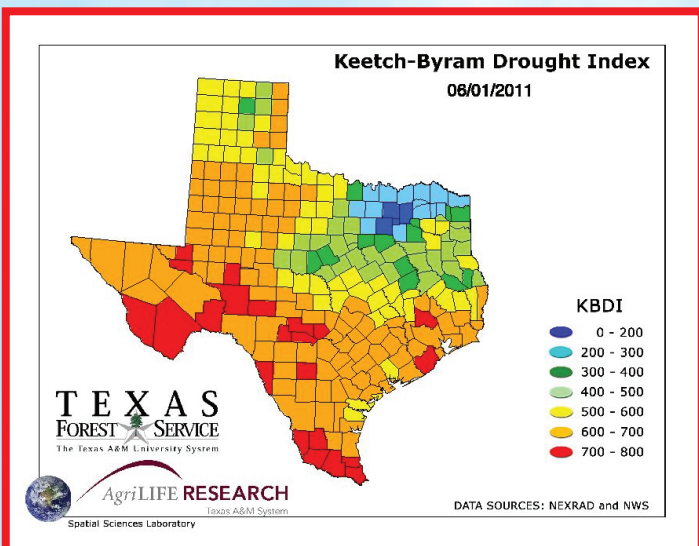 Keetch-Byram Drought Index
06/01/2011
KBDI
0 - 200
200 - 300
300 - 400
400 - 500
500 - 600
600 - 700
700 - 800
TEXAS
FOREST SERVICE
The Texas A&M University System
AgriLIFE RESEARCH
Texas A&M System
Spatial Sciences Laboratory
DATA SOURCES: NEXRAD and NWS